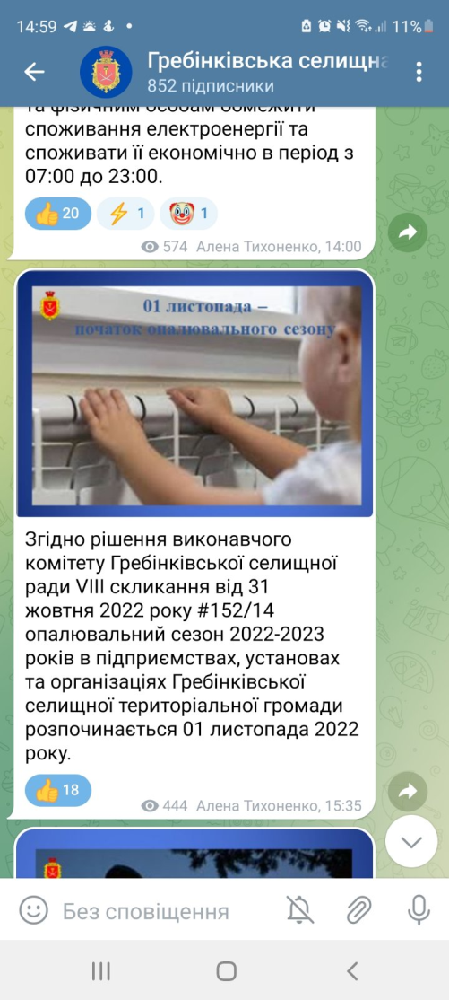 14:59
11%
Гребінківська селищна
852 підписники
та фізичним особам обмежити
споживання електроенергії та
споживати її економічно в період з
07:00 до 23:00.
20
1
1
574 Алена Тихоненко, 14:00
01 листопада –
початок опалювального сезону
Згідно рішення виконавчого
комітету Гребінківської селищної
ради VIII скликання від 31
жовтня 2022 року #152/14
опалювальний сезон 2022-2023
років в підприємствах, установах
та організаціях Гребінківської
селищної територіальної громади
розпочинається 01 листопада 2022
року.
18
444 Алена Тихоненко, 15:35
Без сповіщення